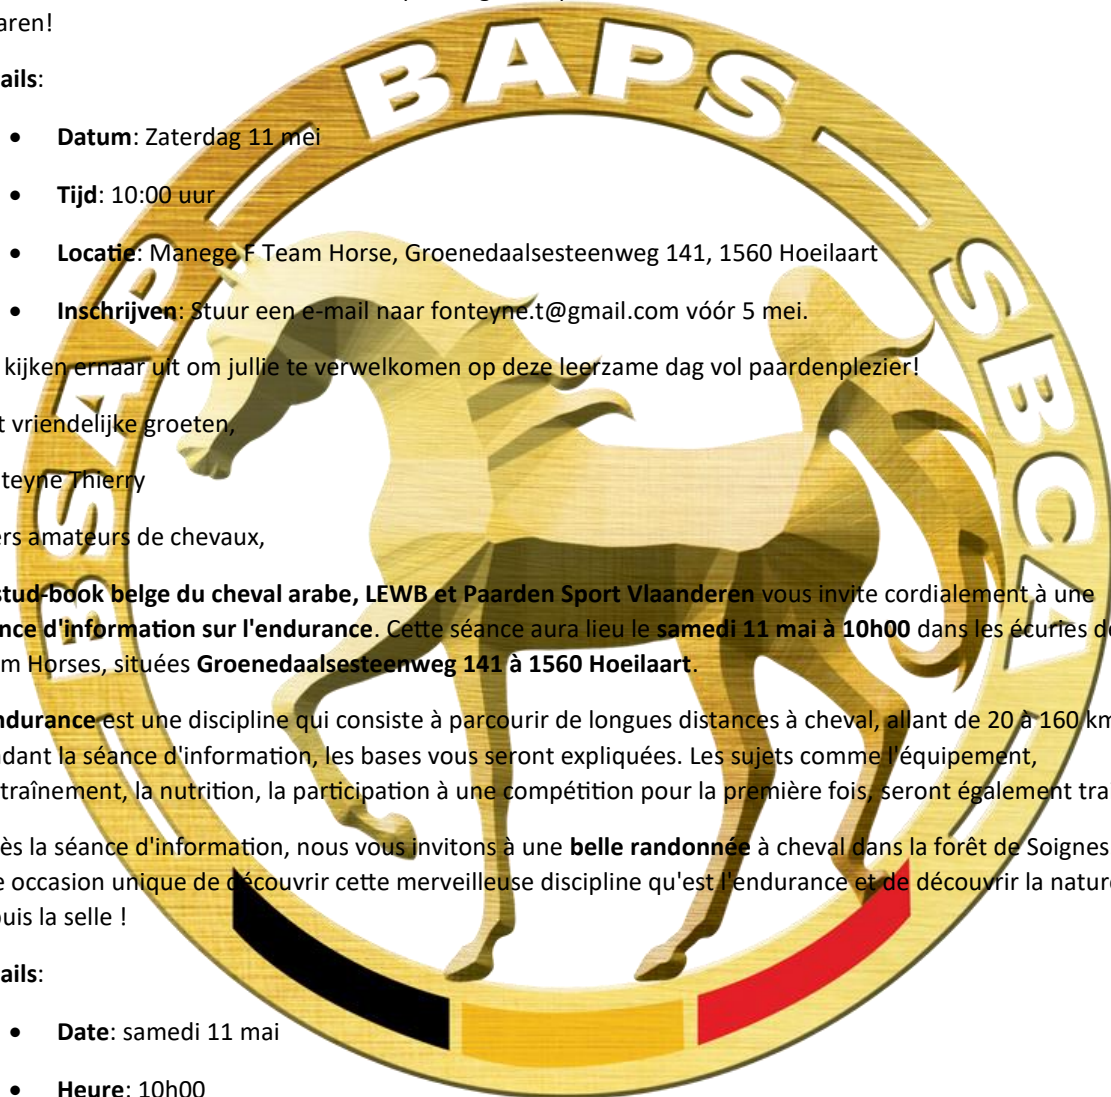 aren!
ails:
• Datum: Zaterdag 11 mei
• Tijd: 10:00 uur
• Locatie: Manege F Team Horse, Groenedaalsesteenweg 141, 1560 Hoeilaart
• Inschrijven: Stuur een e-mail naar fonteyne.t@gmail.com vóór 5 mei.
kijken ernaar uit om jullie te verwelkomen op deze leerzame dag vol paardenplezier!
t vriendelijke groeten,
teyne Thierry
ers amateurs de chevaux,
stud-book belge du cheval arabe, LEWB et Paarden Sport Vlaanderen vous invite cordialement à une
nce d'information sur l'endurance. Cette séance aura lieu le samedi 11 mai à 10h00 dans les écuries de
m Horses, situées Groenedaalsesteenweg 141 à 1560 Hoeilaart.
ndurance est une discipline qui consiste à parcourir de longues distances à cheval, allant de 20 à 160 km
dant la séance d'information, les bases vous seront expliquées. Les sujets comme l'équipement,
traînement, la nutrition, la participation à une compétition pour la première fois, seront également tra
ès la séance d'information, nous vous invitons à une belle randonnée à cheval dans la forêt de Soignes
e occasion unique de découvrir cette merveilleuse discipline qu'est l'endurance et de découvrir la nature
puis la selle !
ails:
• Date: samedi 11 mai
• Heure: 10h00
BSAP
BAPS
SBCA